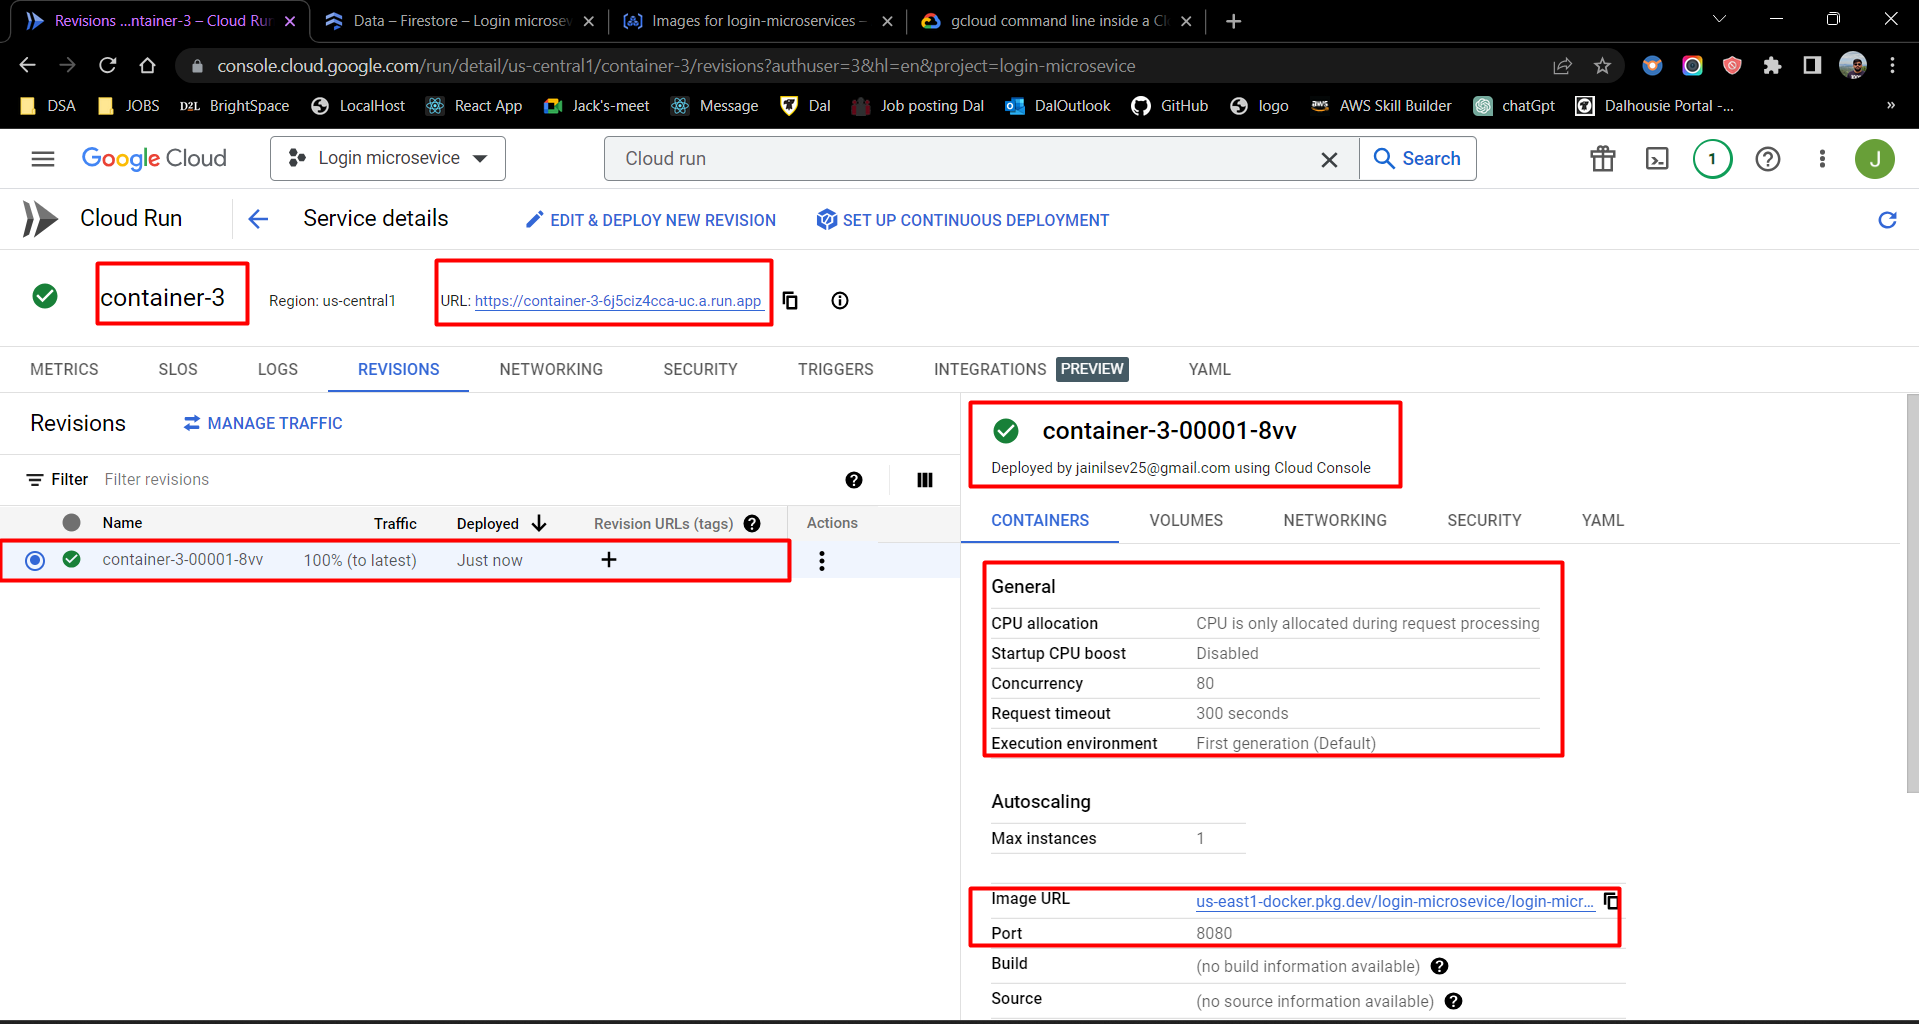 Revisions ...ntainer-3 – Cloud Run
Data – Firestore – Login microsev
Images for login-microservices –
gcloud command line inside a Cl
console.cloud.google.com/run/detail/us-central1/container-3/revisions?authuser=3&hl=en&project=login-microsevice
DSA
JOBS
D2L BrightSpace
LocalHost
React App
Jack's-meet
Message
Dal
Job posting Dal
DalOutlook
GitHub
logo
aws AWS Skill Builder
chatGpt
Dalhousie Portal -...
»
Google Cloud
Login microsevice
Cloud run
Search
1
J
Cloud Run
Service details
EDIT & DEPLOY NEW REVISION
SET UP CONTINUOUS DEPLOYMENT
container-3
Region: us-central1
URL: https://container-3-6j5ciz4cca-uc.a.run.app
METRICS
SLOS
LOGS
REVISIONS
NETWORKING
SECURITY
TRIGGERS
INTEGRATIONS PREVIEW
YAML
Revisions
MANAGE TRAFFIC
Filter Filter revisions
Name Traffic Deployed Revision URLs (tags) Actions
container-3-00001-8vv 100% (to latest) Just now
container-3-00001-8vv
Deployed by jainilsev25@gmail.com using Cloud Console
CONTAINERS
VOLUMES
NETWORKING
SECURITY
YAML
General
CPU allocation CPU is only allocated during request processing
Startup CPU boost Disabled
Concurrency 80
Request timeout 300 seconds
Execution environment First generation (Default)
Autoscaling
Max instances 1
Image URL us-east1-docker.pkg.dev/login-microsevice/login-micr...
Port 8080
Build (no build information available)
Source (no source information available)